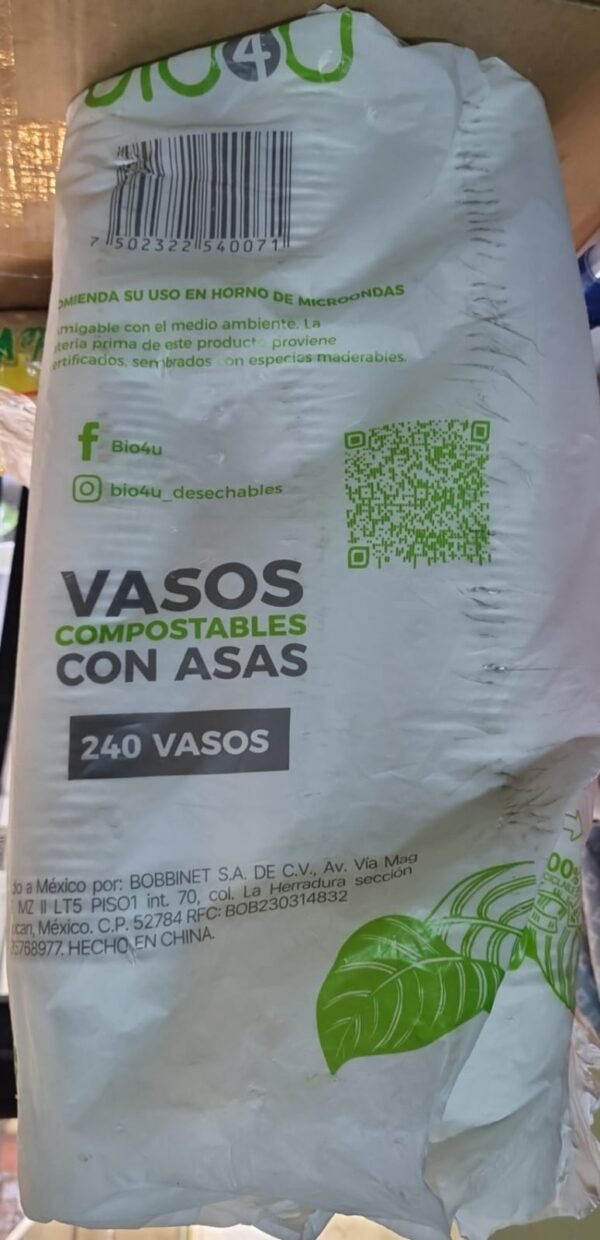 bio4U
7 502322 540071
OMIENDA SU USO EN HORNO DE MICROONDAS
migable con el medio ambiente. La
teria prima de este producto proviene
ertificados, sembrados con especies maderables.
Bio4u
bio4u_desechables
VASOS
COMPOSTABLES
CON ASAS
240 VASOS
do a México por: BOBBINET S.A. DE C.V., Av. Vía Mag
MZ II LT5 PISO1 int. 70, col. La Herradura sección
ucan, México. C.P. 52784 RFC: BOB230314832
5768977. HECHO EN CHINA.
00%